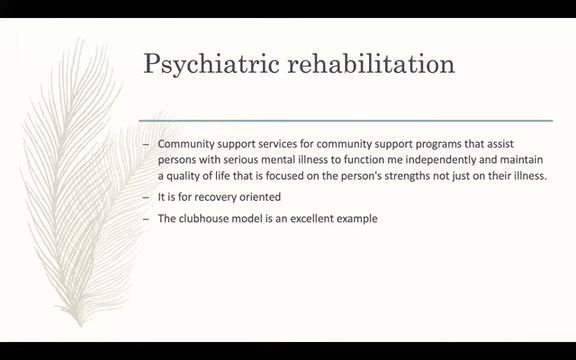 Psychiatric rehabilitation
– Community support services for community support programs that assist
persons with serious mental illness to function me independently and maintain
a quality of life that is focused on the person's strengths not just on their illness.
– It is for recovery oriented
– The clubhouse model is an excellent example